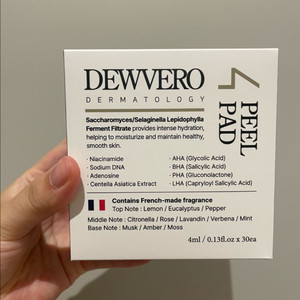 DEWVERO
DERMATOLOGY
4 PEEL PAD
Saccharomyces/Selaginella Lepidophylla
Ferment Filtrate provides intense hydration,
helping to moisturize and maintain healthy,
smooth skin.
· Niacinamide
· Sodium DNA
· Adenosine
· Centella Asiatica Extract
· AHA (Glycolic Acid)
· BHA (Salicylic Acid)
· PHA (Gluconolactone)
· LHA (Capryloyl Salicylic Acid)
Contains French-made fragrance
Top Note : Lemon / Eucalyptus / Pepper
Middle Note : Citronella / Rose / Lavandin / Verbena / Mint
Base Note : Musk / Amber / Moss
4ml / 0.13fl.oz x 30ea